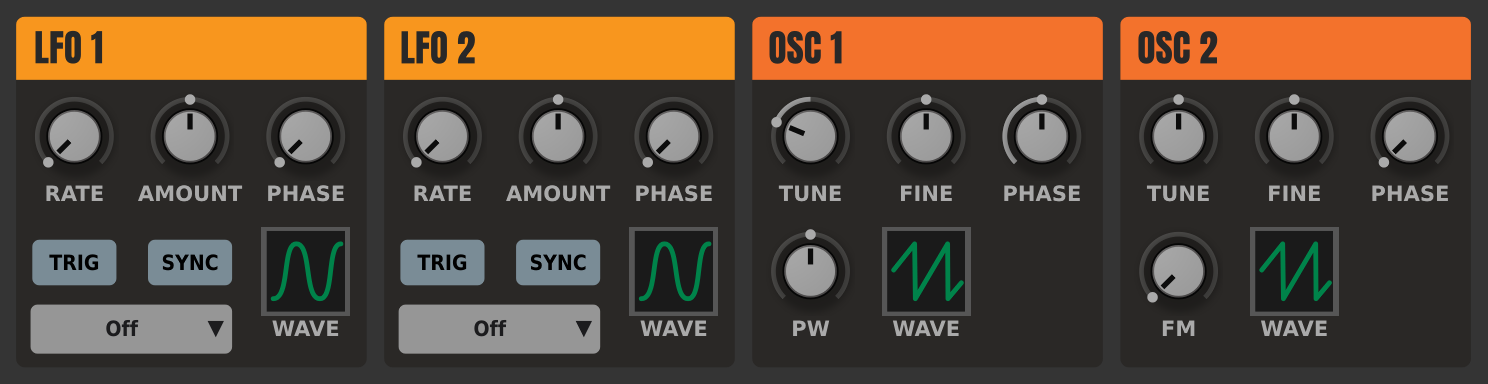 LFO 1
RATE AMOUNT PHASE
TRIG SYNC
Off ▼ WAVE
LFO 2
RATE AMOUNT PHASE
TRIG SYNC
Off ▼ WAVE
OSC 1
TUNE FINE PHASE
PW WAVE
OSC 2
TUNE FINE PHASE
FM WAVE